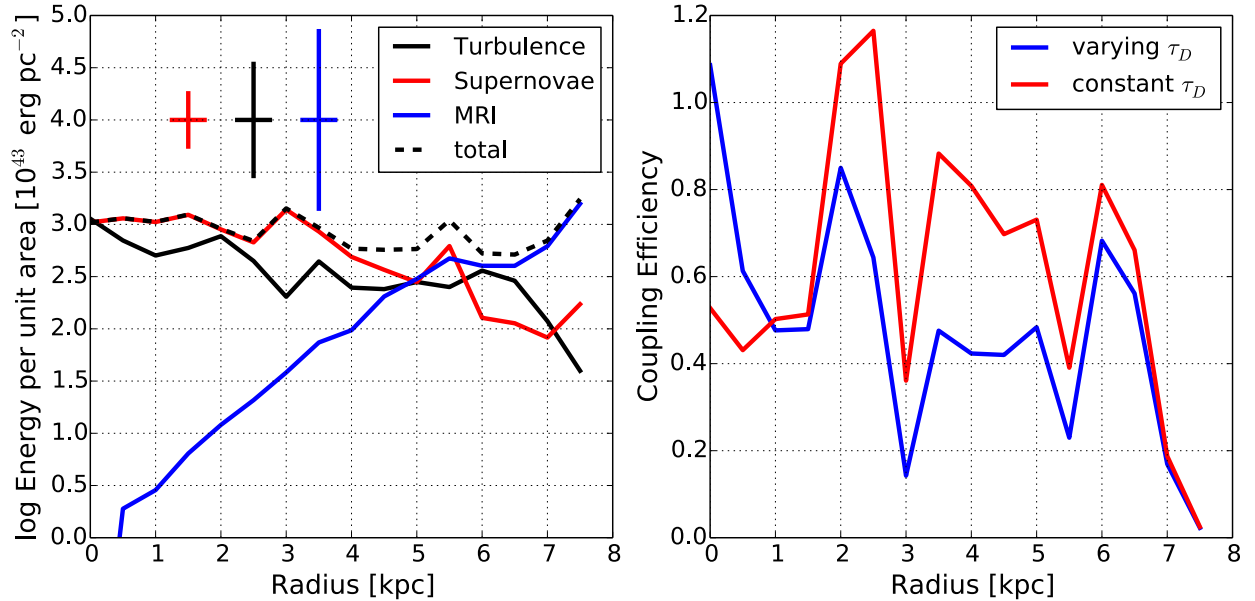 log Energy per unit area [10⁴³ erg pc⁻²]
5.0
4.5
4.0
3.5
3.0
2.5
2.0
1.5
1.0
0.5
0.0
Turbulence
Supernovae
MRI
total
0 1 2 3 4 5 6 7 8
Radius [kpc]
Coupling Efficiency
1.2
1.0
0.8
0.6
0.4
0.2
0.0
varying τ_D
constant τ_D
0 1 2 3 4 5 6 7 8
Radius [kpc]